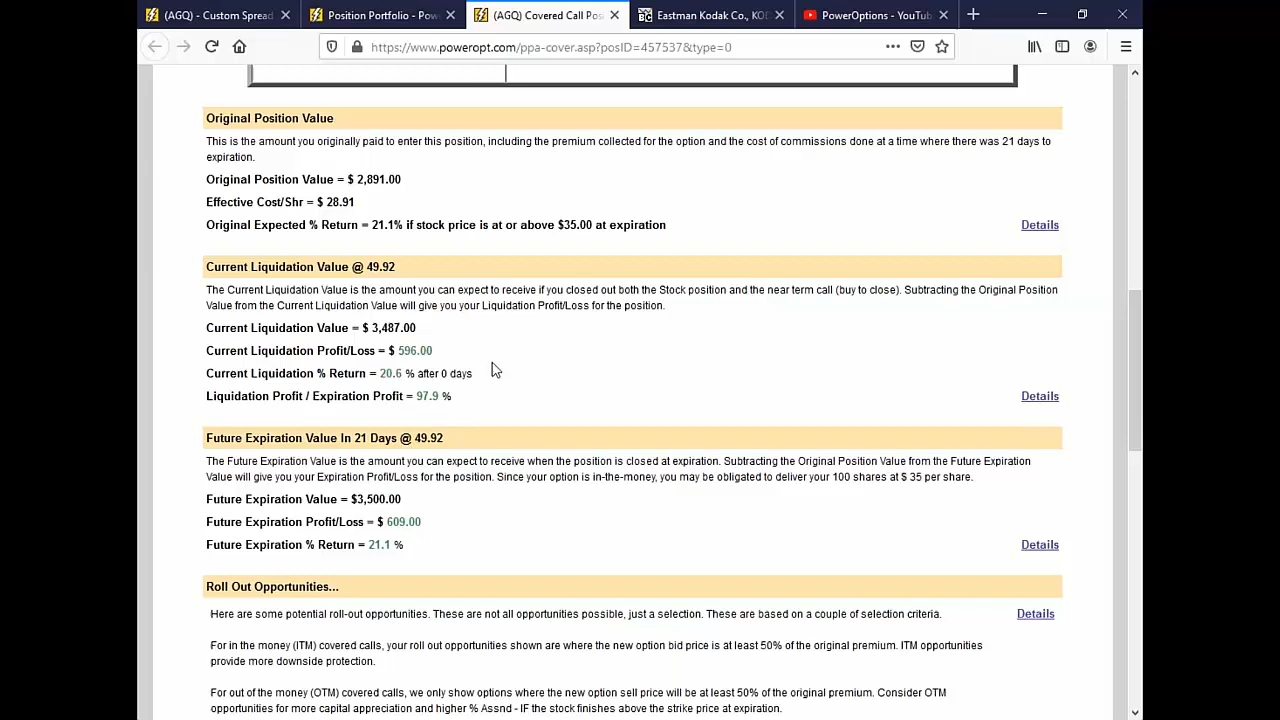 (AGQ) - Custom Spread
Position Portfolio - Pow
(AGQ) Covered Call Pos
Eastman Kodak Co., KOD
PowerOptions - YouTube
https://www.poweropt.com/ppa-cover.asp?posID=457537&type=0
Original Position Value
This is the amount you originally paid to enter this position, including the premium collected for the option and the cost of commissions done at a time where there was 21 days to
expiration.
Original Position Value = $ 2,891.00
Effective Cost/Shr = $ 28.91
Original Expected % Return = 21.1% if stock price is at or above $35.00 at expiration
Details
Current Liquidation Value @ 49.92
The Current Liquidation Value is the amount you can expect to receive if you closed out both the Stock position and the near term call (buy to close). Subtracting the Original Position
Value from the Current Liquidation Value will give you your Liquidation Profit/Loss for the position.
Current Liquidation Value = $ 3,487.00
Current Liquidation Profit/Loss = $ 596.00
Current Liquidation % Return = 20.6 % after 0 days
Liquidation Profit / Expiration Profit = 97.9 %
Details
Future Expiration Value In 21 Days @ 49.92
The Future Expiration Value is the amount you can expect to receive when the position is closed at expiration. Subtracting the Original Position Value from the Future Expiration
Value will give you your Expiration Profit/Loss for the position. Since your option is in-the-money, you may be obligated to deliver your 100 shares at $ 35 per share.
Future Expiration Value = $3,500.00
Future Expiration Profit/Loss = $ 609.00
Future Expiration % Return = 21.1 %
Details
Roll Out Opportunities...
Here are some potential roll-out opportunities. These are not all opportunities possible, just a selection. These are based on a couple of selection criteria.
Details
For in the money (ITM) covered calls, your roll out opportunities shown are where the new option bid price is at least 50% of the original premium. ITM opportunities
provide more downside protection.
For out of the money (OTM) covered calls, we only show options where the new option sell price will be at least 50% of the original premium. Consider OTM
opportunities for more capital appreciation and higher % Assnd - IF the stock finishes above the strike price at expiration.